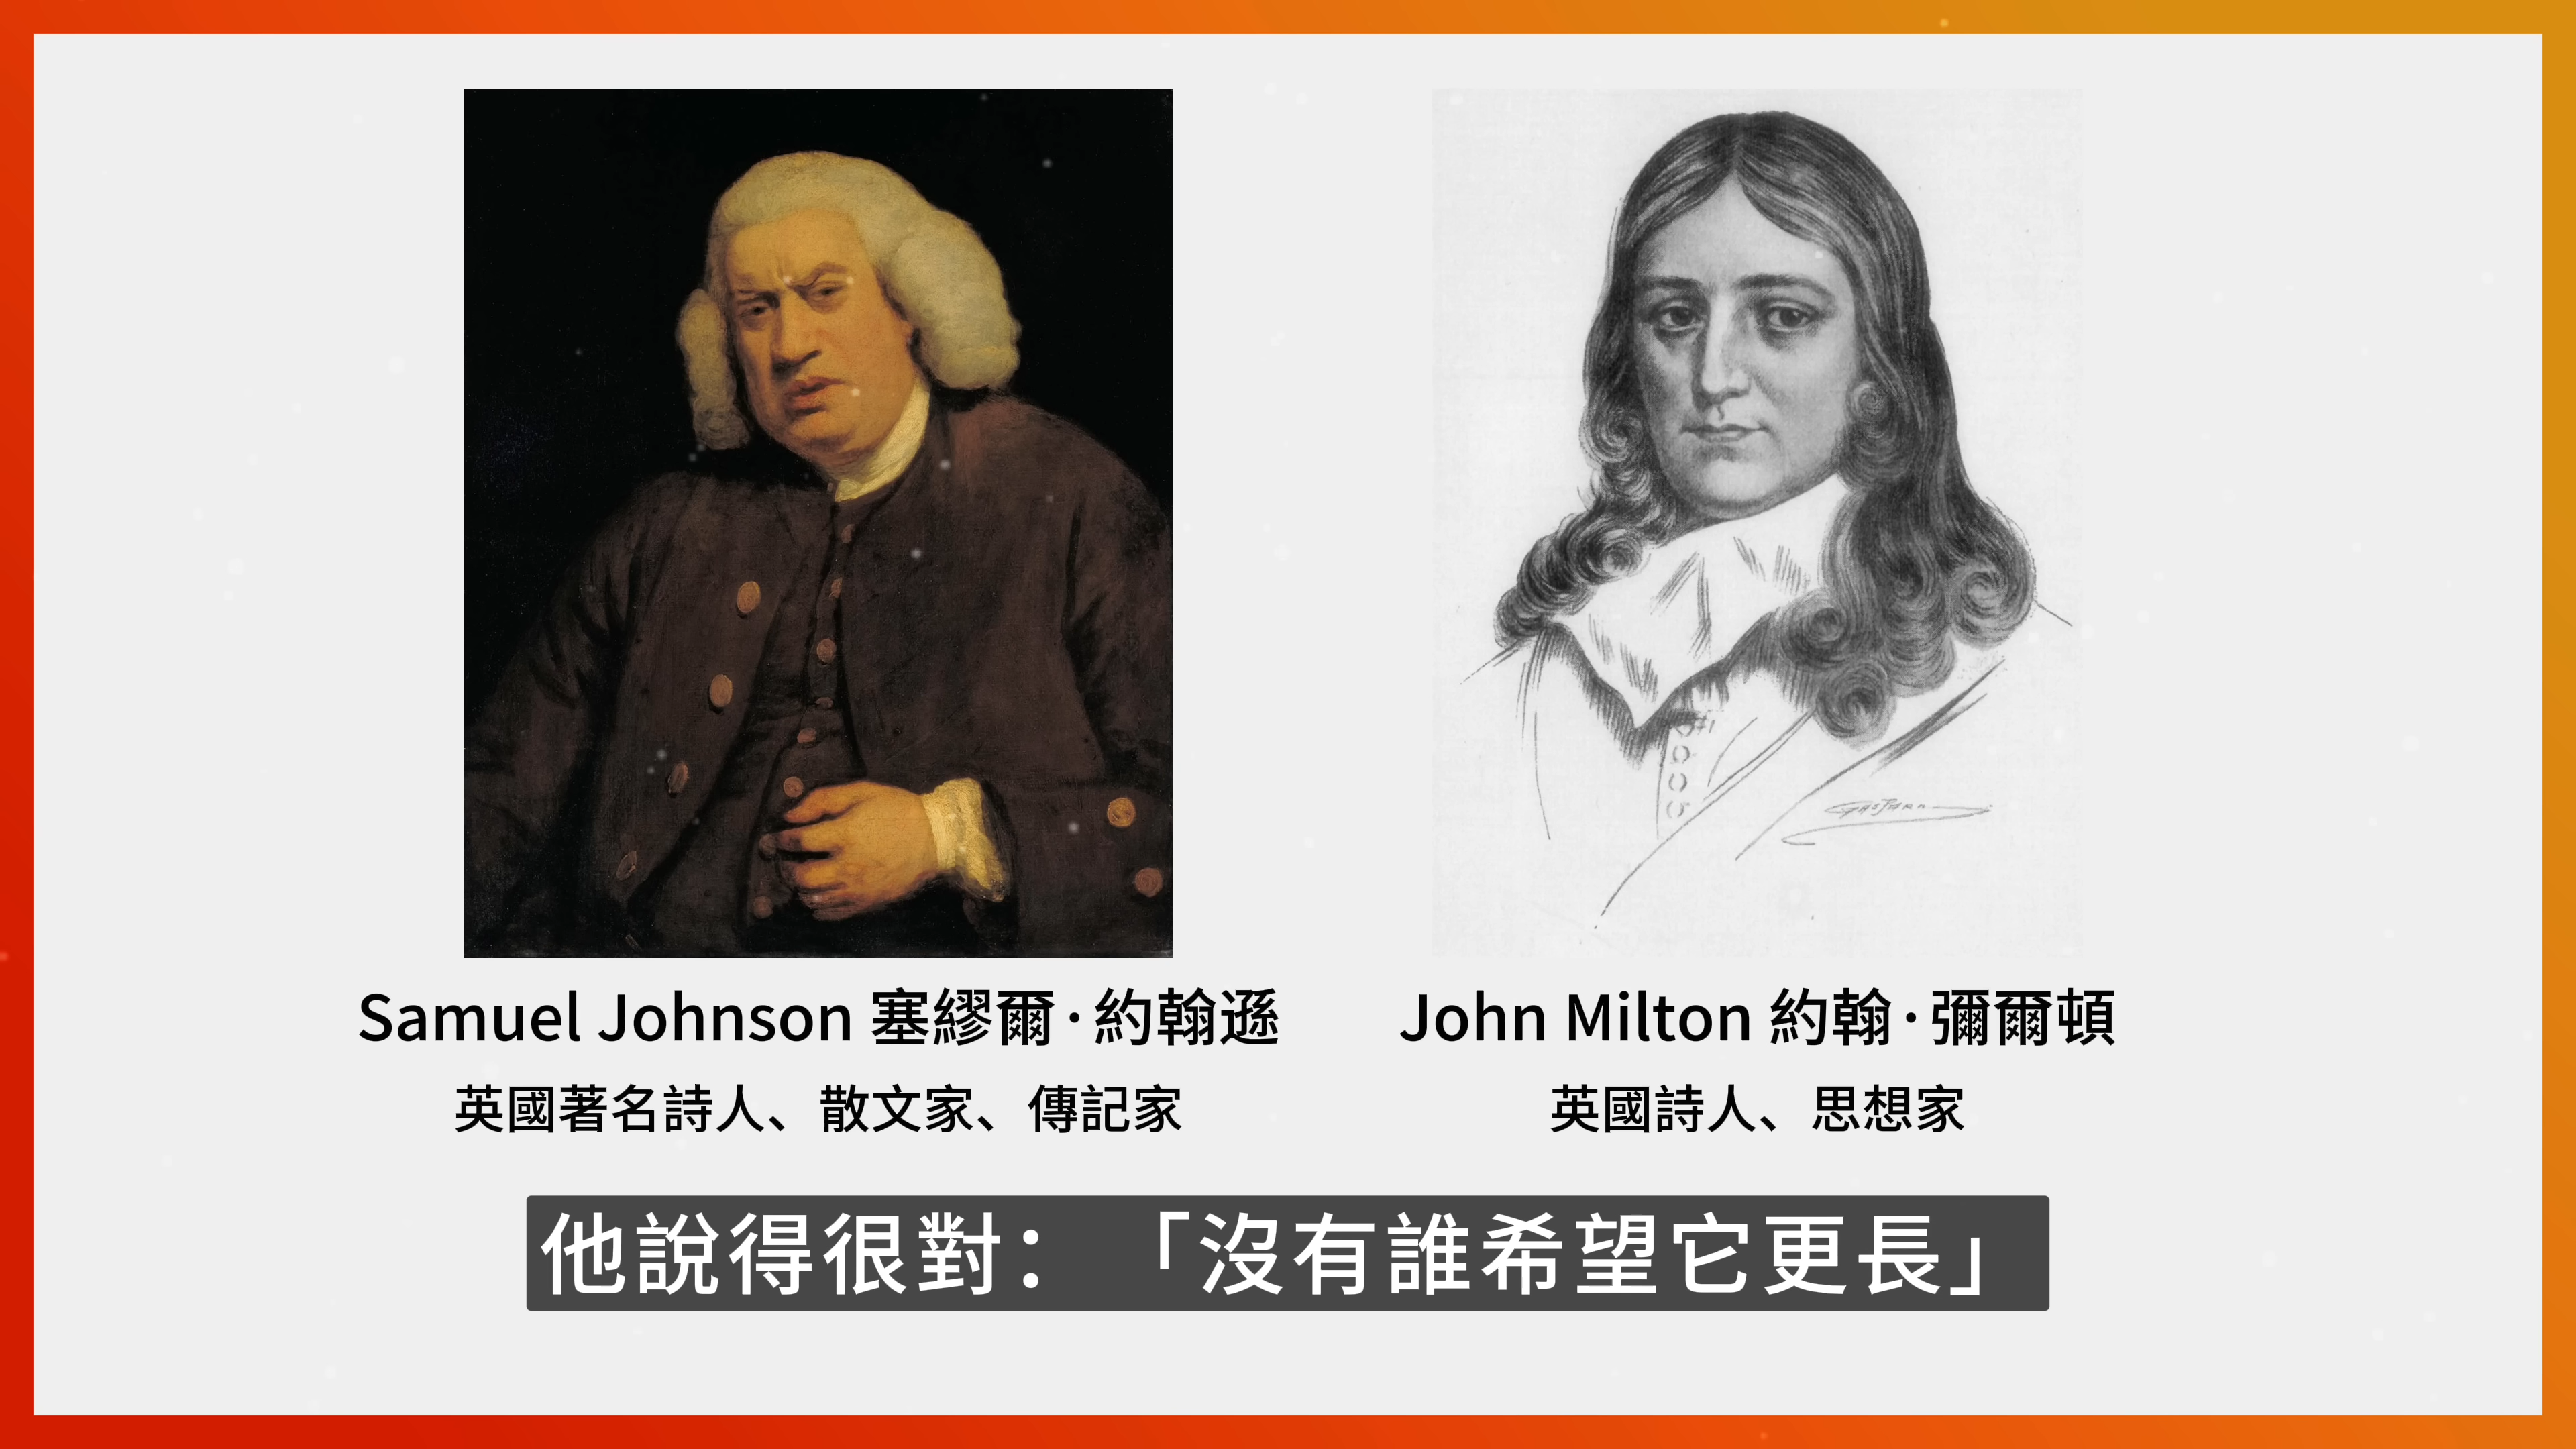 Samuel Johnson 塞繆爾·約翰遜
英國著名詩人、散文家、傳記家
John Milton 約翰·彌爾頓
英國詩人、思想家
他說得很對：「沒有誰希望它更長」